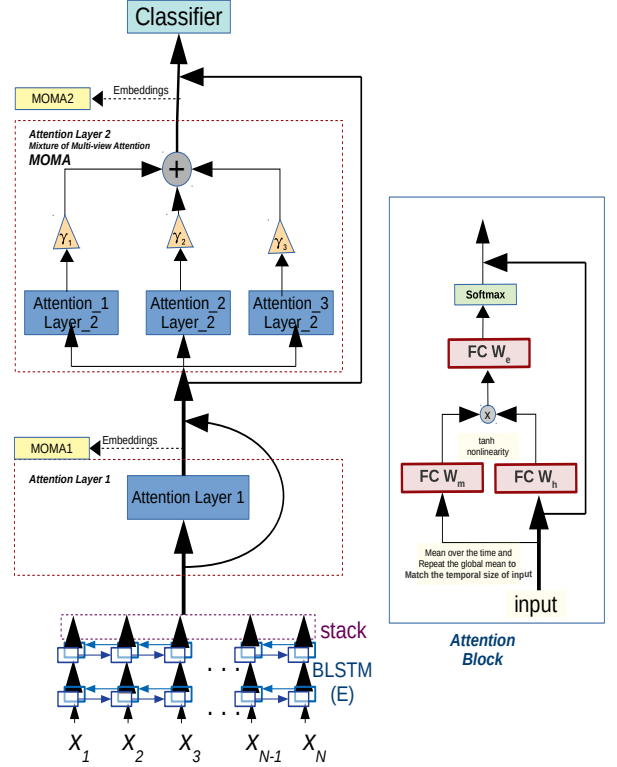 Classifier
MOMA2
Embeddings
Attention Layer 2
Mixture of Multi-view Attention
MOMA
+
γ1
γ2
γ3
Attention_1
Layer_2
Attention_2
Layer_2
Attention_3
Layer_2
MOMA1
Embeddings
Attention Layer 1
Attention Layer 1
stack
BLSTM
(E)
. . .
. . .
X1
X2
X3
XN-1
XN
Softmax
FC We
x
tanh
nonlinearity
FC Wm
FC Wh
Mean over the time and
Repeat the global mean to
Match the temporal size of input
input
Attention
Block